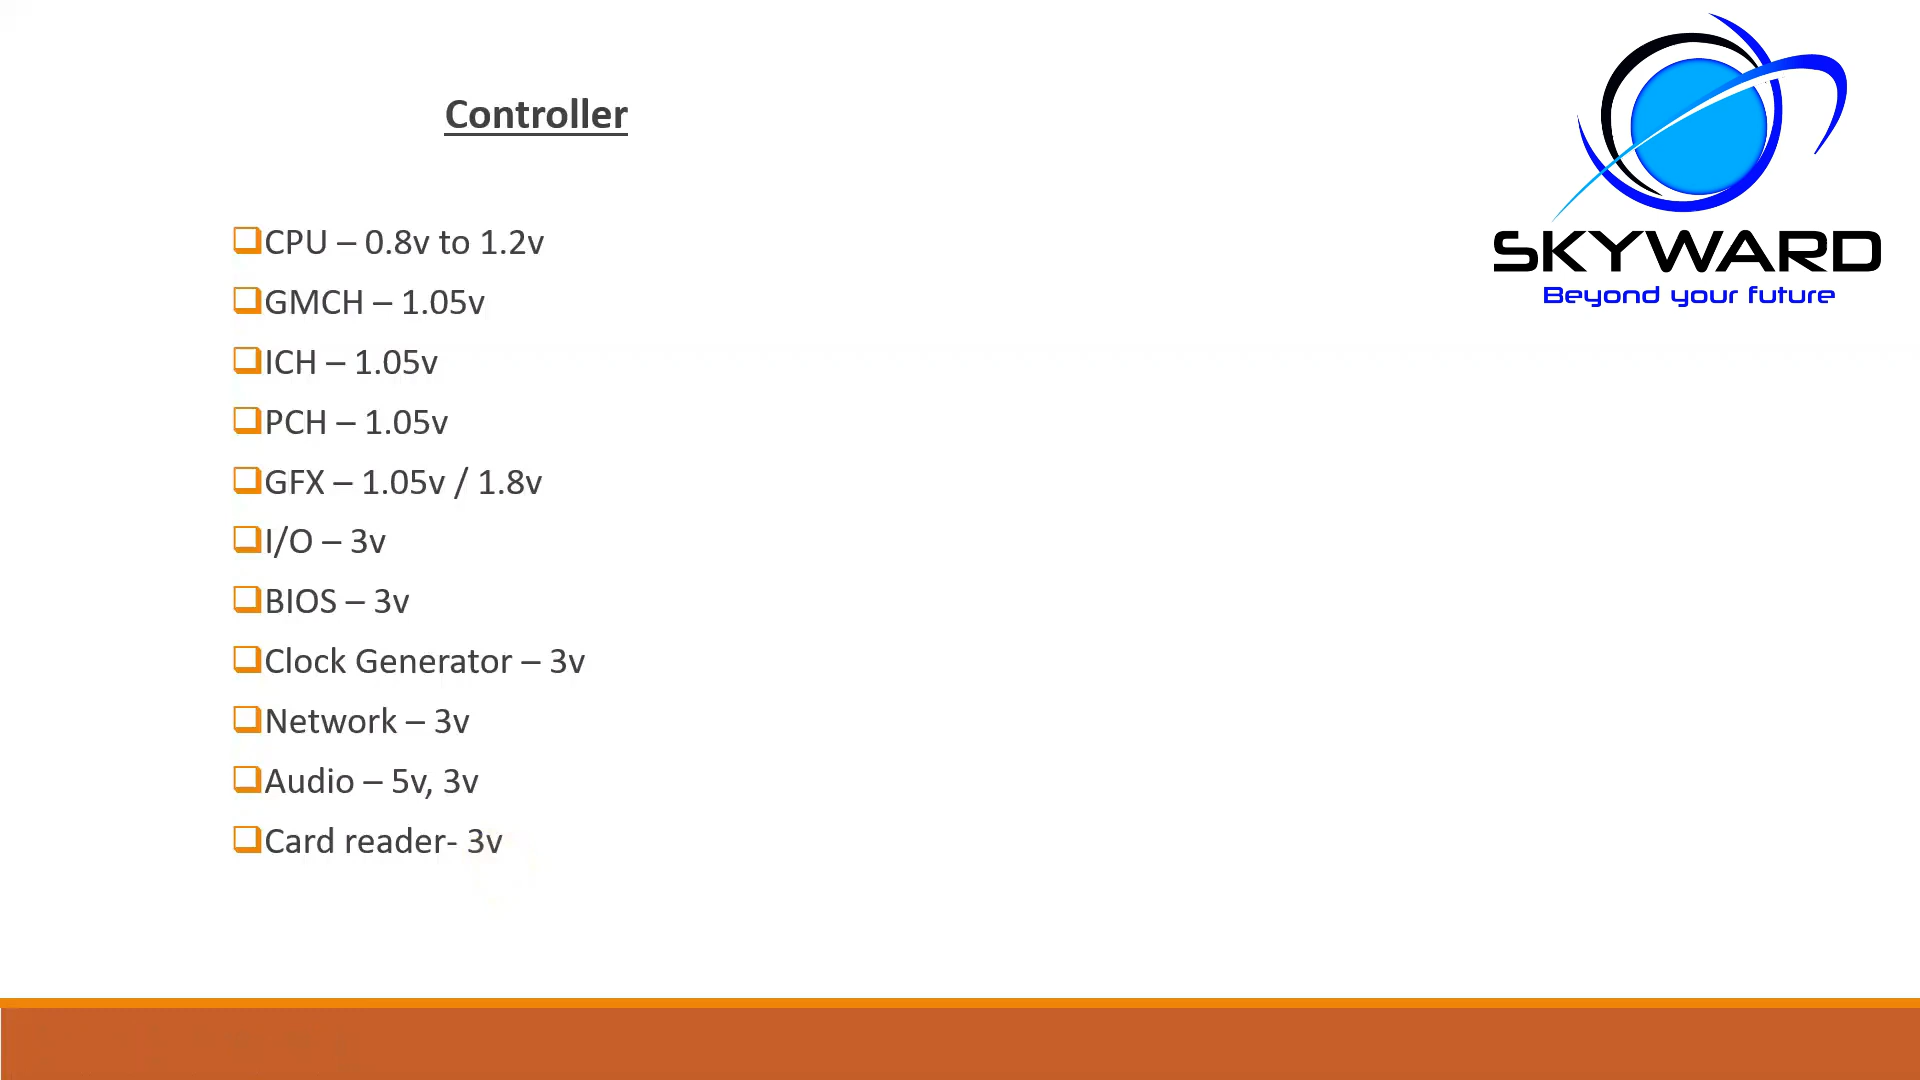 Controller
SKYWARD
Beyond your future
CPU – 0.8v to 1.2v
GMCH – 1.05v
ICH – 1.05v
PCH – 1.05v
GFX – 1.05v / 1.8v
I/O – 3v
BIOS – 3v
Clock Generator – 3v
Network – 3v
Audio – 5v, 3v
Card reader- 3v